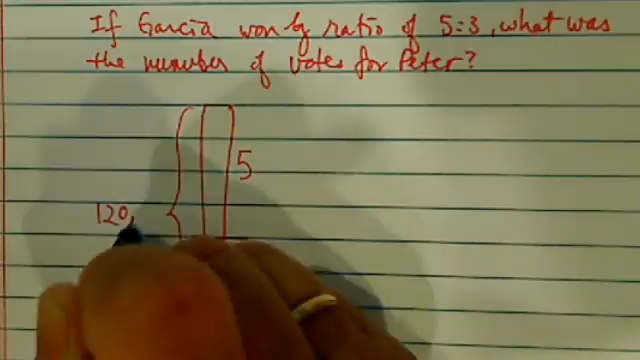 If Garcia won by ratio of 5:3, what was
the number of votes for Peter?
5
120,